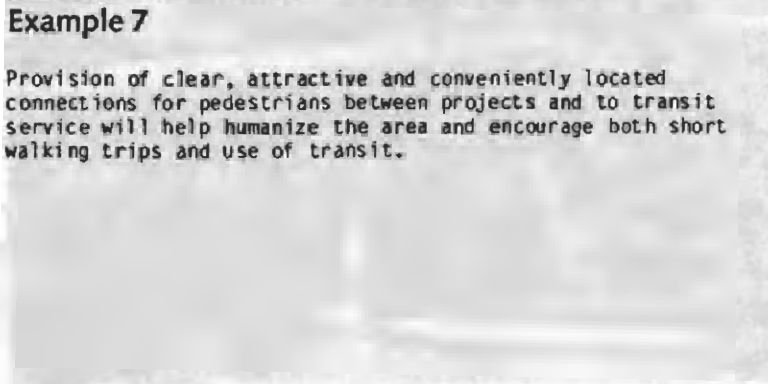 Example 7
Provision of clear, attractive and conveniently located
connections for pedestrians between projects and to transit
service will help humanize the area and encourage both short
walking trips and use of transit.